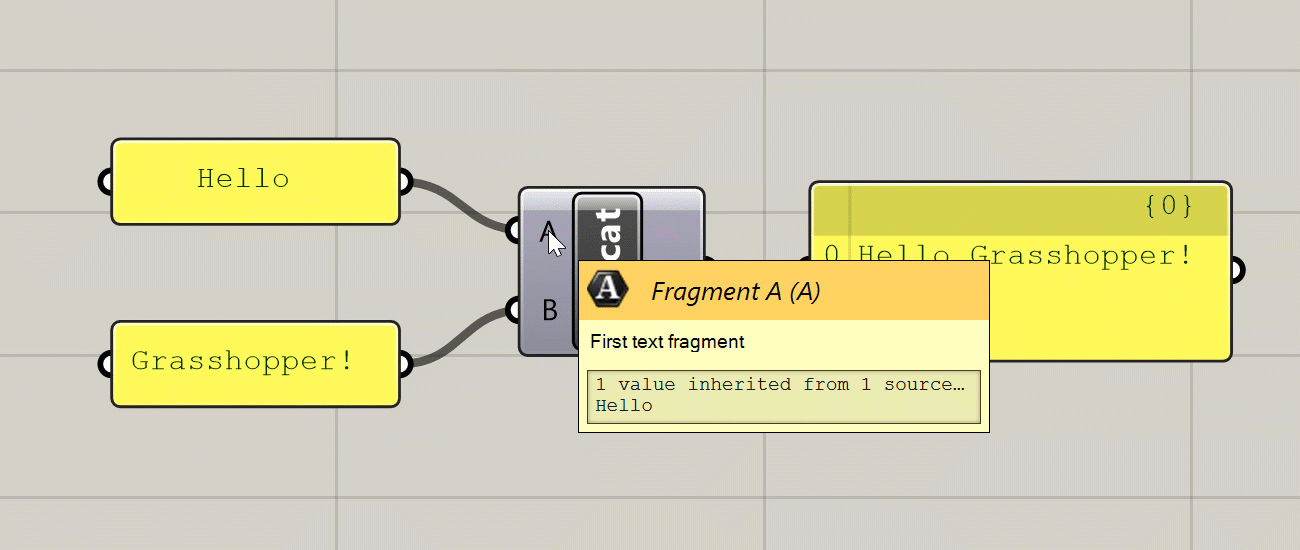 Hello
Grasshopper!
A
B
cat
{0}
0 Hello Grasshopper!
A Fragment A (A)
First text fragment
1 value inherited from 1 source…
Hello